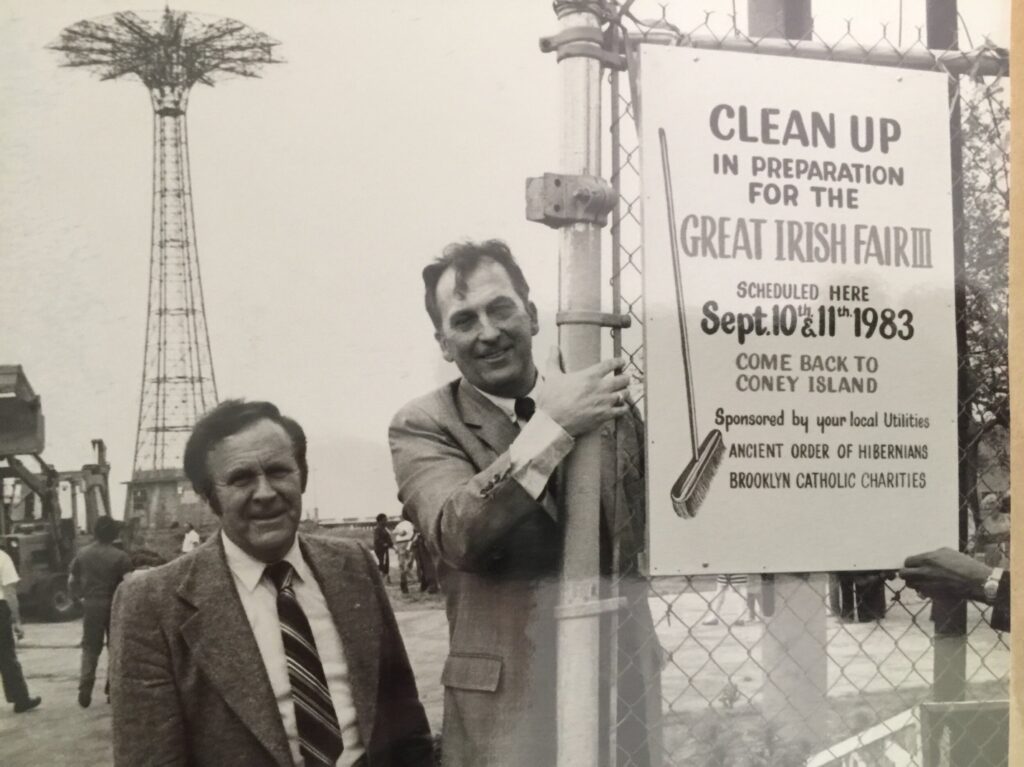 CLEAN UP
IN PREPARATION
FOR THE
GREAT IRISH FAIR III
SCHEDULED HERE
Sept. 10th & 11th 1983
COME BACK TO
CONEY ISLAND
Sponsored by your local Utilities
ANCIENT ORDER OF HIBERNIANS
BROOKLYN CATHOLIC CHARITIES